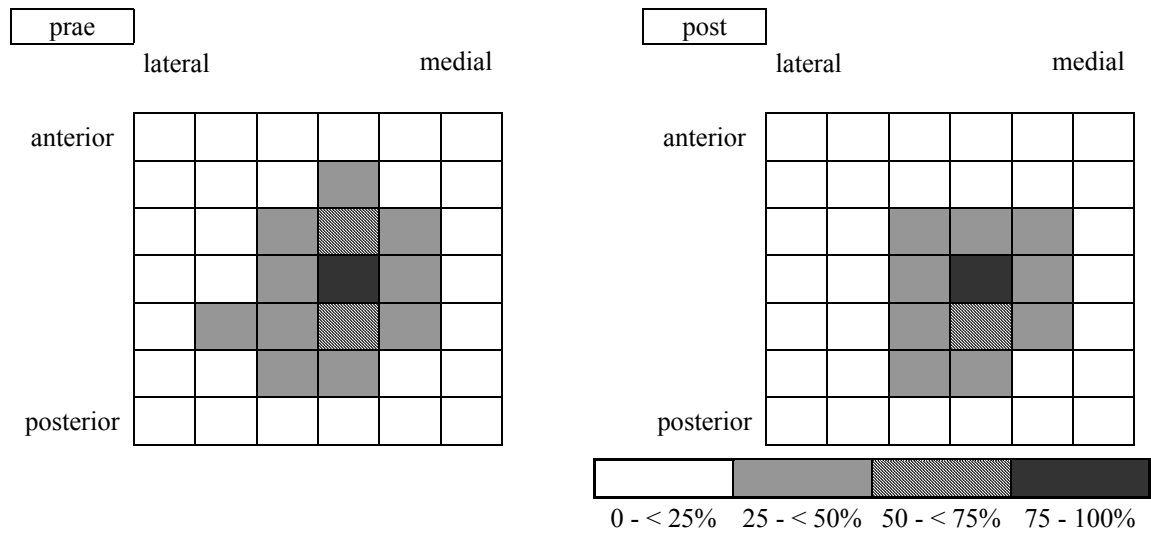 prae
lateral medial
anterior
posterior
post
lateral medial
anterior
posterior
0 - < 25% 25 - < 50% 50 - < 75% 75 - 100%